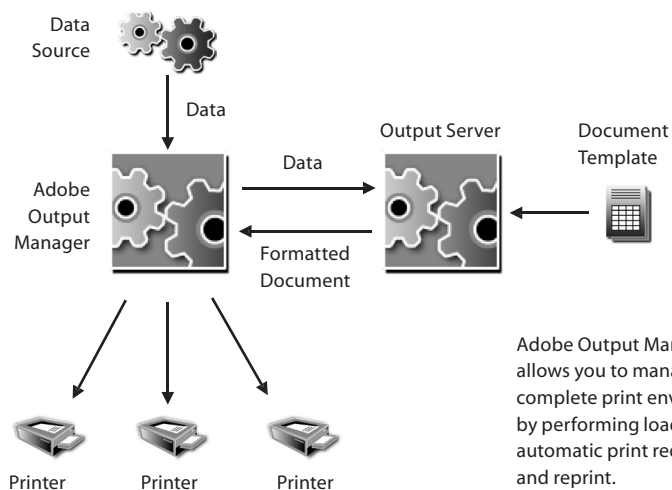 Data
Source
Data
Output Server
Document
Template
Data
Adobe
Output
Manager
Formatted
Document
Adobe Output
allows you to
complete print
by performing
automatic print
and reprint.
Printer
Printer
Printer